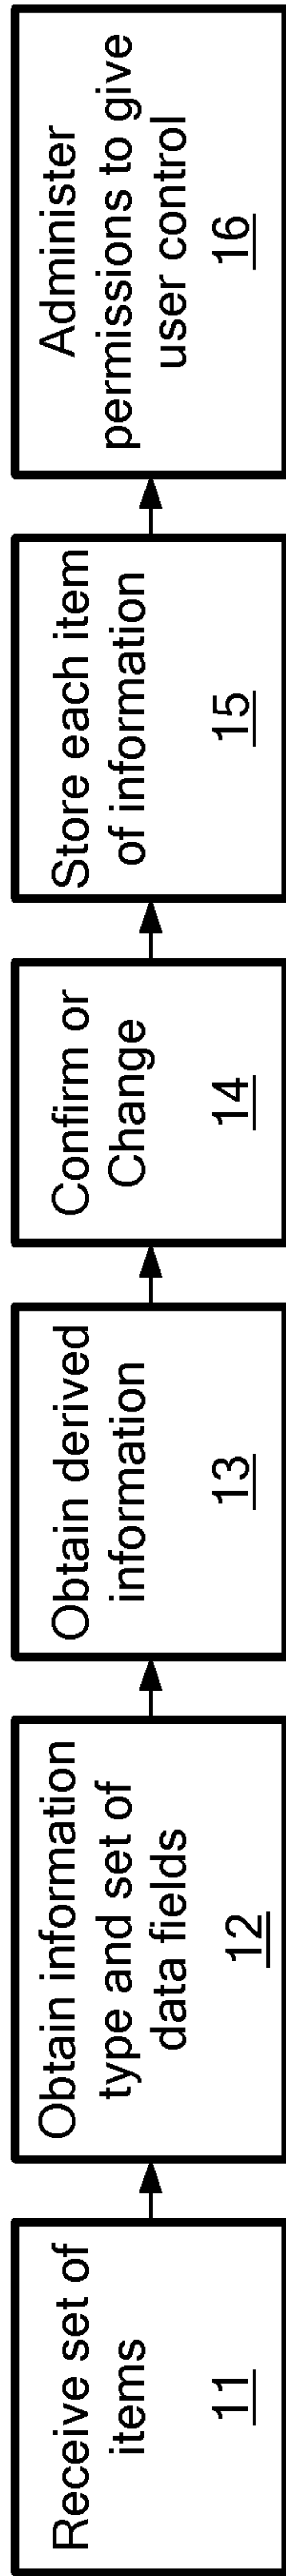 Receive set of
items
11
Obtain information
type and set of
data fields
12
Obtain derived
information
13
Confirm or
Change
14
Store each item
of information
15
Administer
permissions to give
user control
16